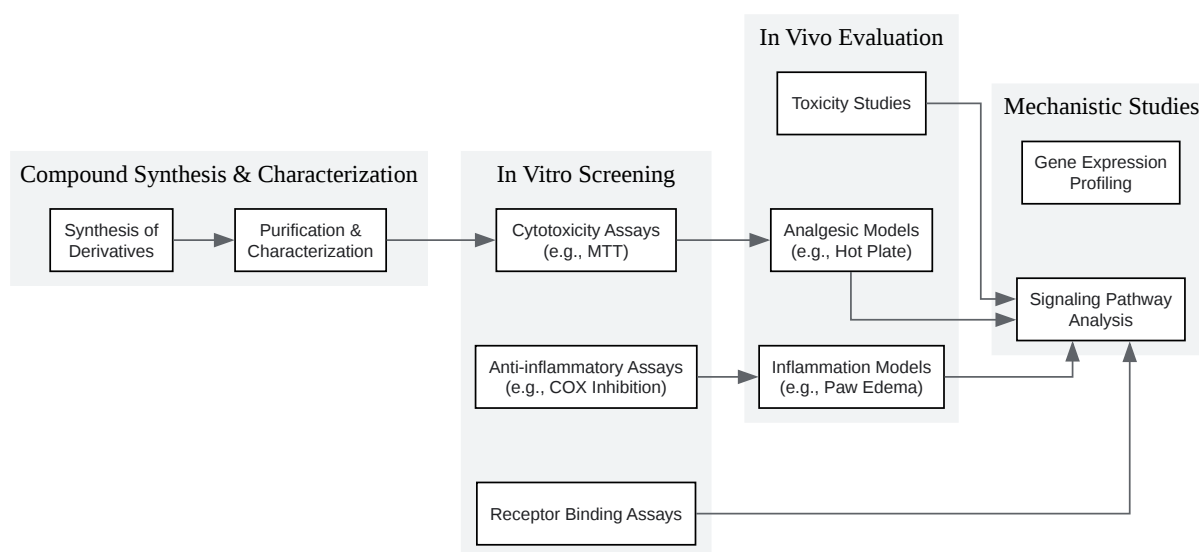 Compound Synthesis & Characterization
Synthesis of
Derivatives
Purification &
Characterization
In Vitro Screening
Cytotoxicity Assays
(e.g., MTT)
Anti-inflammatory Assays
(e.g., COX Inhibition)
Receptor Binding Assays
In Vivo Evaluation
Toxicity Studies
Analgesic Models
(e.g., Hot Plate)
Inflammation Models
(e.g., Paw Edema)
Mechanistic Studies
Gene Expression
Profiling
Signaling Pathway
Analysis